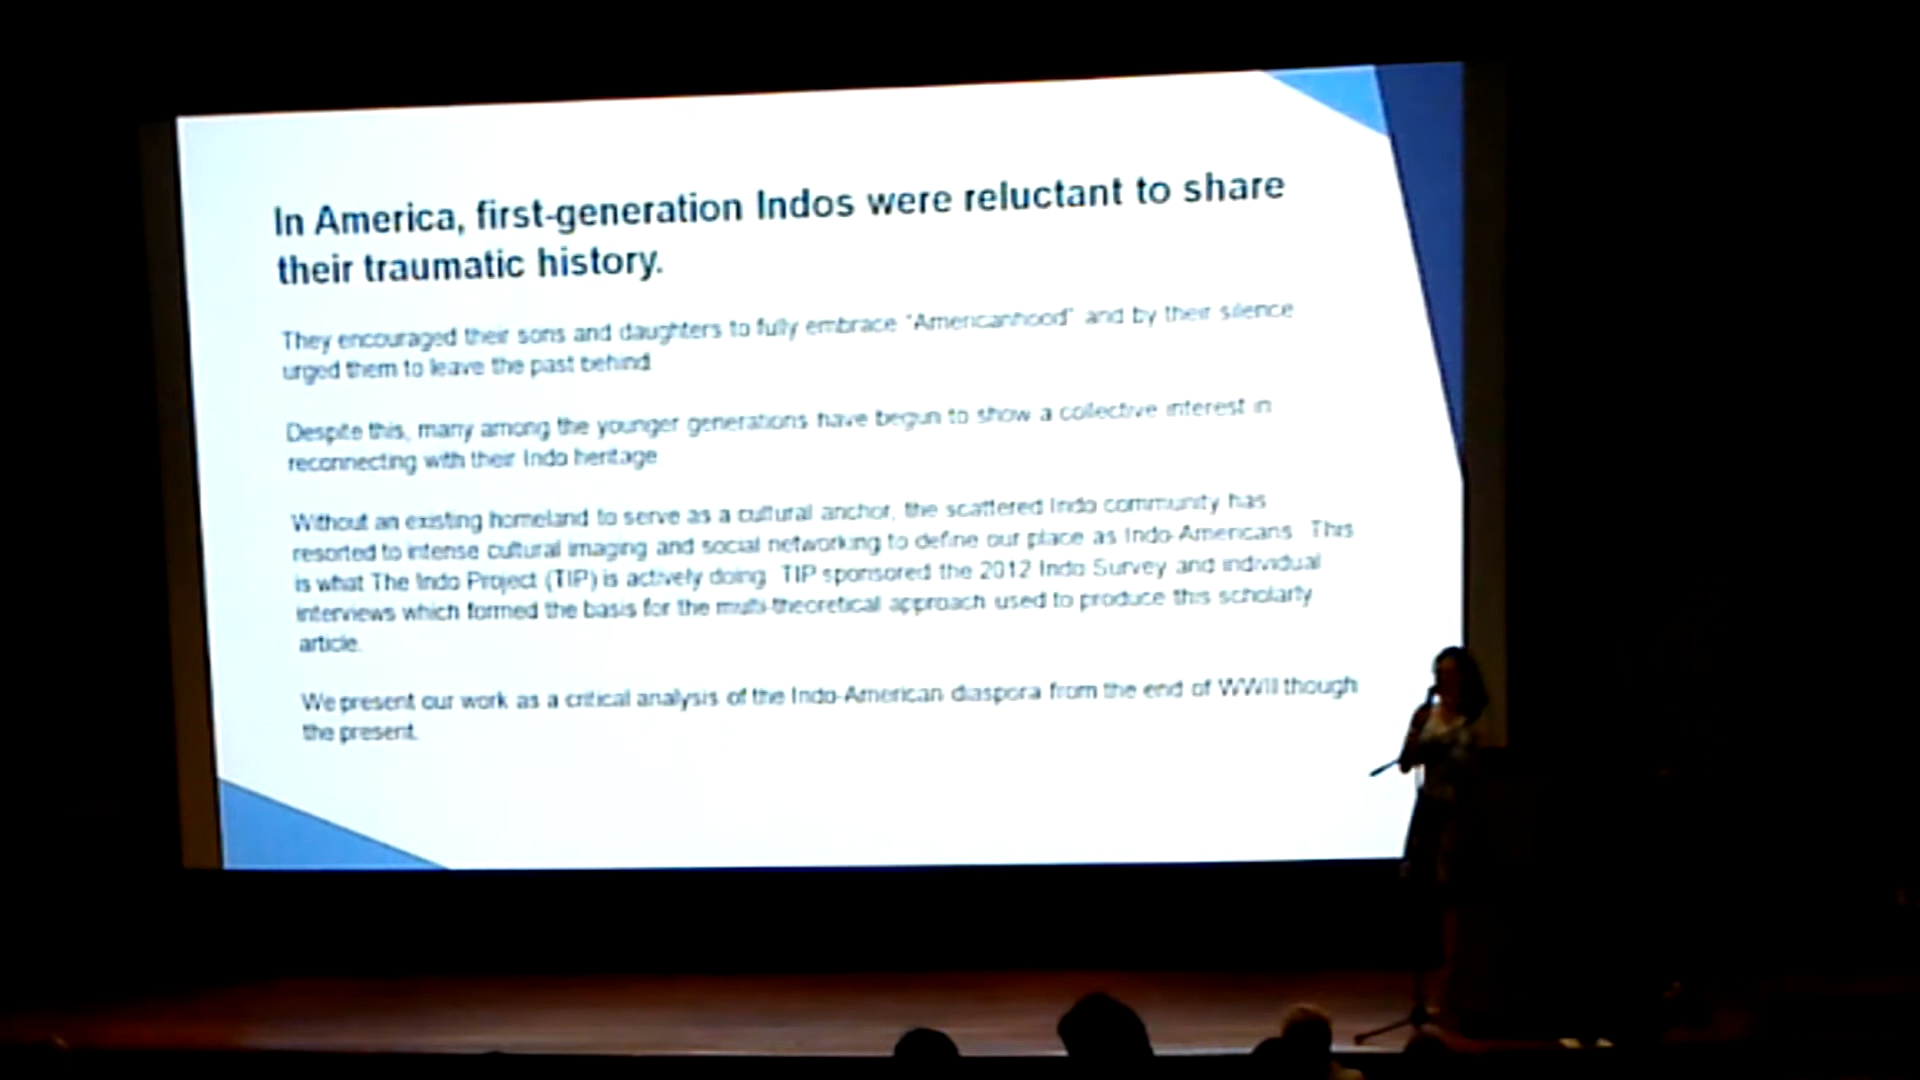 In America, first-generation Indos were reluctant to share
their traumatic history.
They encouraged their sons and daughters to fully embrace "Americanhood" and by their silence
urged them to leave the past behind.
Despite this, many among the younger generations have begun to show a collective interest in
reconnecting with their Indo heritage
Without an existing homeland to serve as a cultural anchor, the scattered Indo community has
resorted to intense cultural imaging and social networking to define our place as Indo-Americans. This
is what The Indo Project (TIP) is actively doing. TIP sponsored the 2012 Indo Survey and individual
interviews which formed the basis for the multi-theoretical approach used to produce this scholarly
article.
We present our work as a critical analysis of the Indo-American diaspora from the end of WWII though
the present.